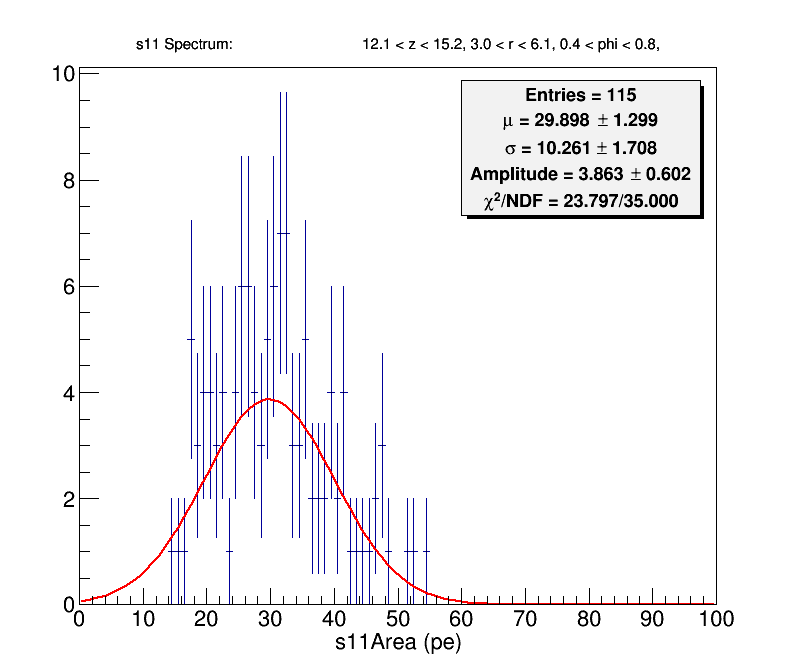 s11 Spectrum: 12.1 < z < 15.2, 3.0 < r < 6.1, 0.4 < phi < 0.8,
Entries = 115
μ = 29.898 ± 1.299
σ = 10.261 ± 1.708
Amplitude = 3.863 ± 0.602
χ²/NDF = 23.797/35.000
10
8
6
4
2
0
0 10 20 30 40 50 60 70 80 90 100
s11Area (pe)